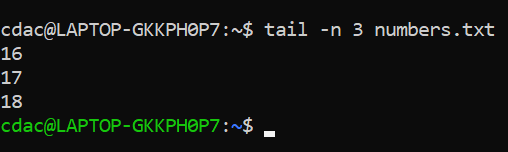 cdac@LAPTOP-GKKPH0P7:~$ tail -n 3 numbers.txt
16
17
18
cdac@LAPTOP-GKKPH0P7:~$